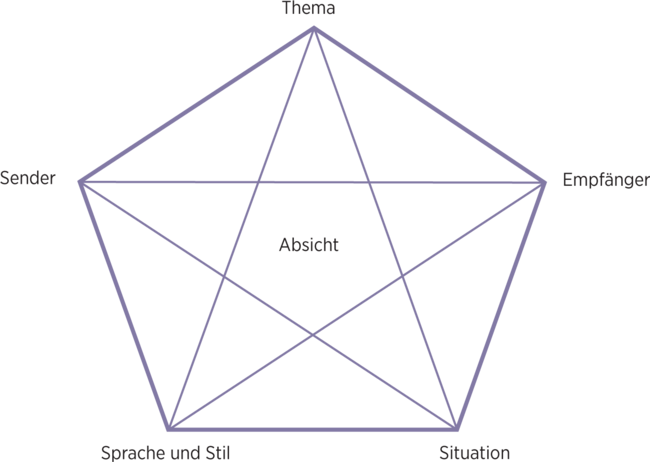 Thema
Sender
Empfänger
Absicht
Sprache und Stil
Situation